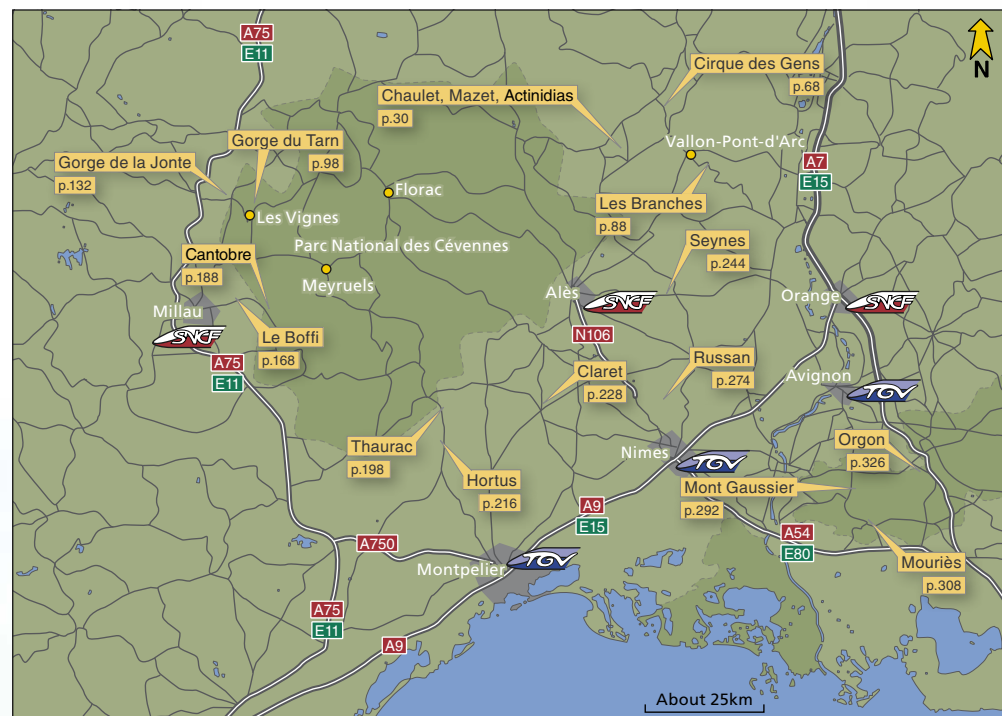 A75
E11
N
Cirque des Gens
p.68
Chaulet, Mazet, Actinidias
p.30
Gorge du Tarn
p.98
Vallon-Pont-d'Arc
Gorge de la Jonte
p.132
A7
E15
Florac
Les Branches
p.88
Les Vignes
Parc National des Cévennes
Seynes
p.244
Cantobre
p.188
Meyruels
Alès
SNCF
Orange
SNCF
Millau
SNCF
Le Boffi
p.168
N106
A75
E11
Claret
p.228
Russan
p.274
Avignon
TGV
Thaurac
p.198
Orgon
p.326
Nimes
TGV
Hortus
p.216
Mont Gaussier
p.292
A9
E15
A54
E80
A750
Montpelier
TGV
Mouriès
p.308
A75
E11
A9
About 25km